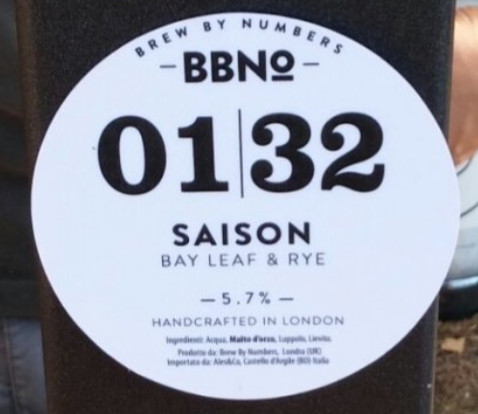 BREW BY NUMBERS
– BBNº –
01|32
SAISON
BAY LEAF & RYE
– 5.7% –
HANDCRAFTED IN LONDON
Ingredienti: Acqua, Malto d'orzo, Luppolo, Lievito.
Prodotto da: Brew By Numbers, Londra (UK)
Importato da: Ales&Co, Castello d'Argile (BO) Italia